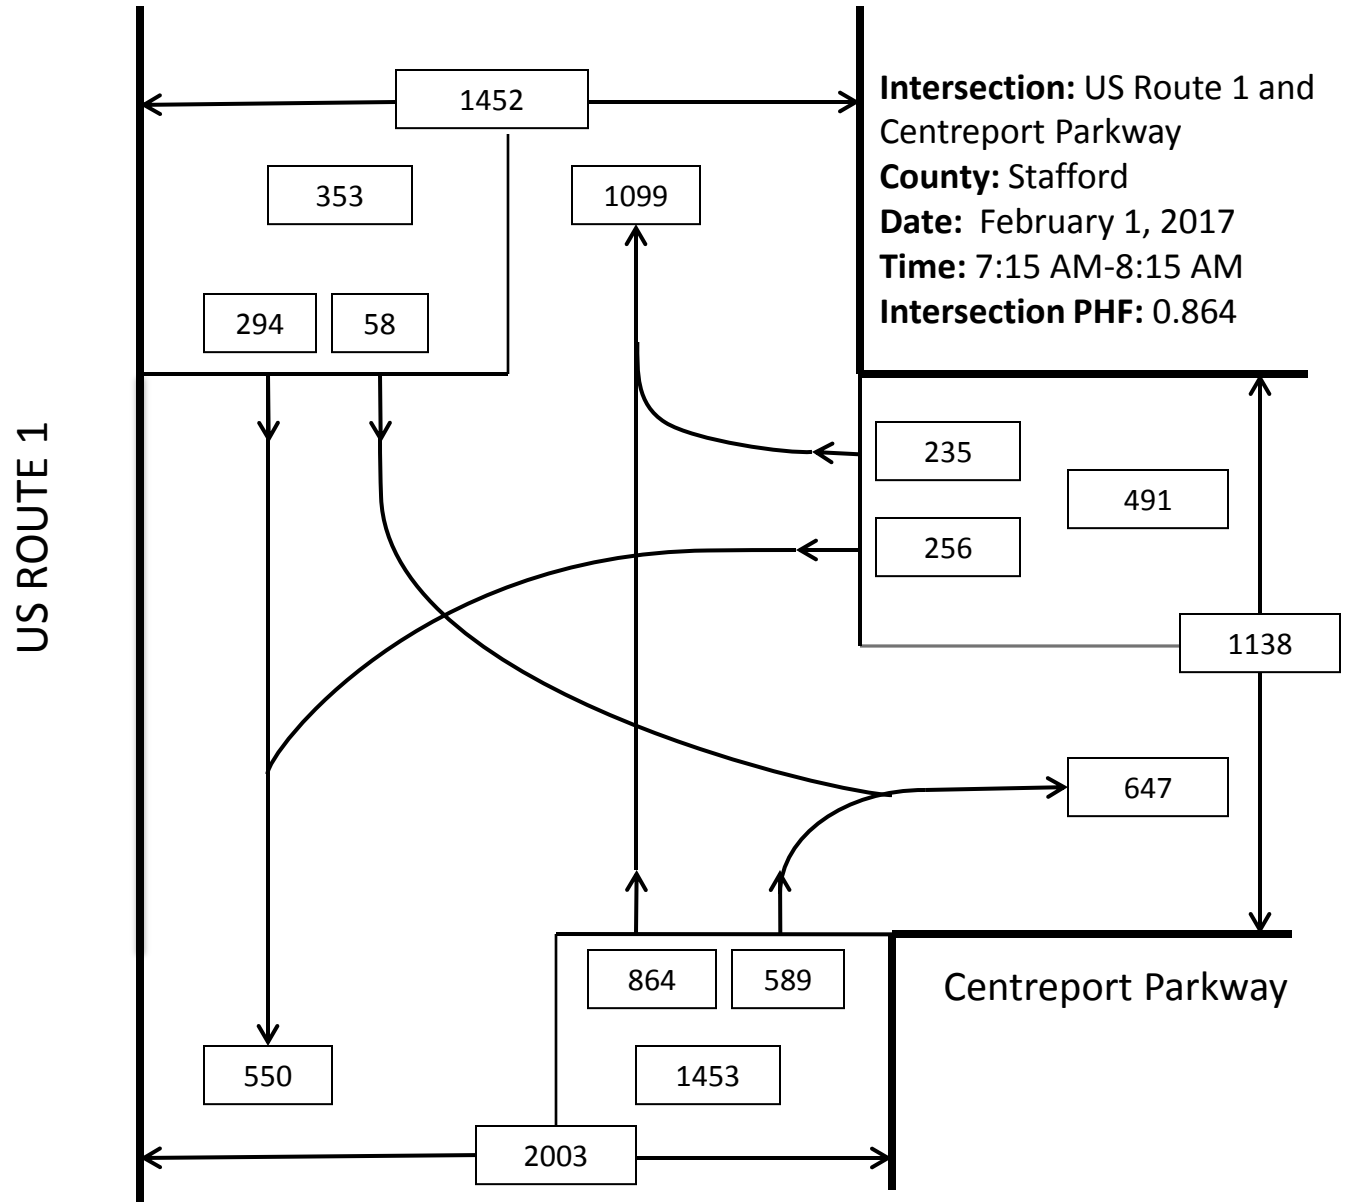 1452
Intersection: US Route 1 and
Centreport Parkway
County: Stafford
Date: February 1, 2017
Time: 7:15 AM-8:15 AM
Intersection PHF: 0.864
353
1099
294
58
US ROUTE 1
235
491
256
1138
647
864
589
Centreport Parkway
550
1453
2003